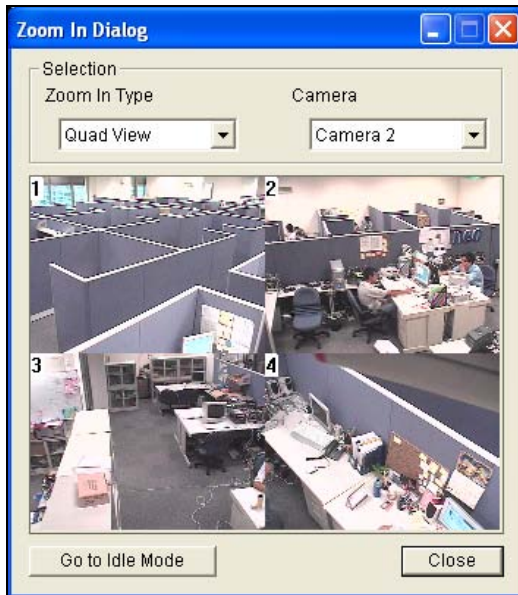 Zoom In Dialog
Selection
Zoom In Type
Camera
Quad View
Camera 2
1
2
3
4
Go to Idle Mode
Close